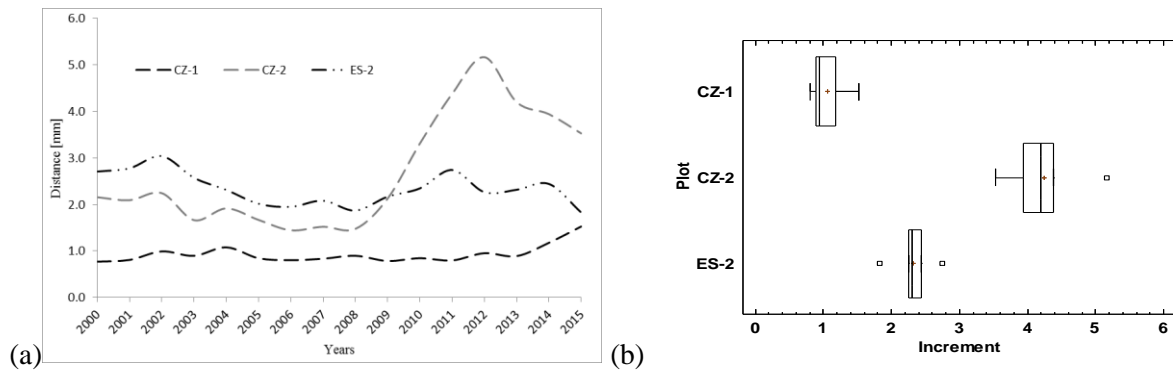 6.0
5.0
4.0
3.0
2.0
1.0
0.0
Distance [mm]
CZ-1 CZ-2 ES-2
2000 2001 2002 2003 2004 2005 2006 2007 2008 2009 2010 2011 2012 2013 2014 2015
Years
(a)
Plot
CZ-1
CZ-2
ES-2
0 1 2 3 4 5 6
Increment
(b)